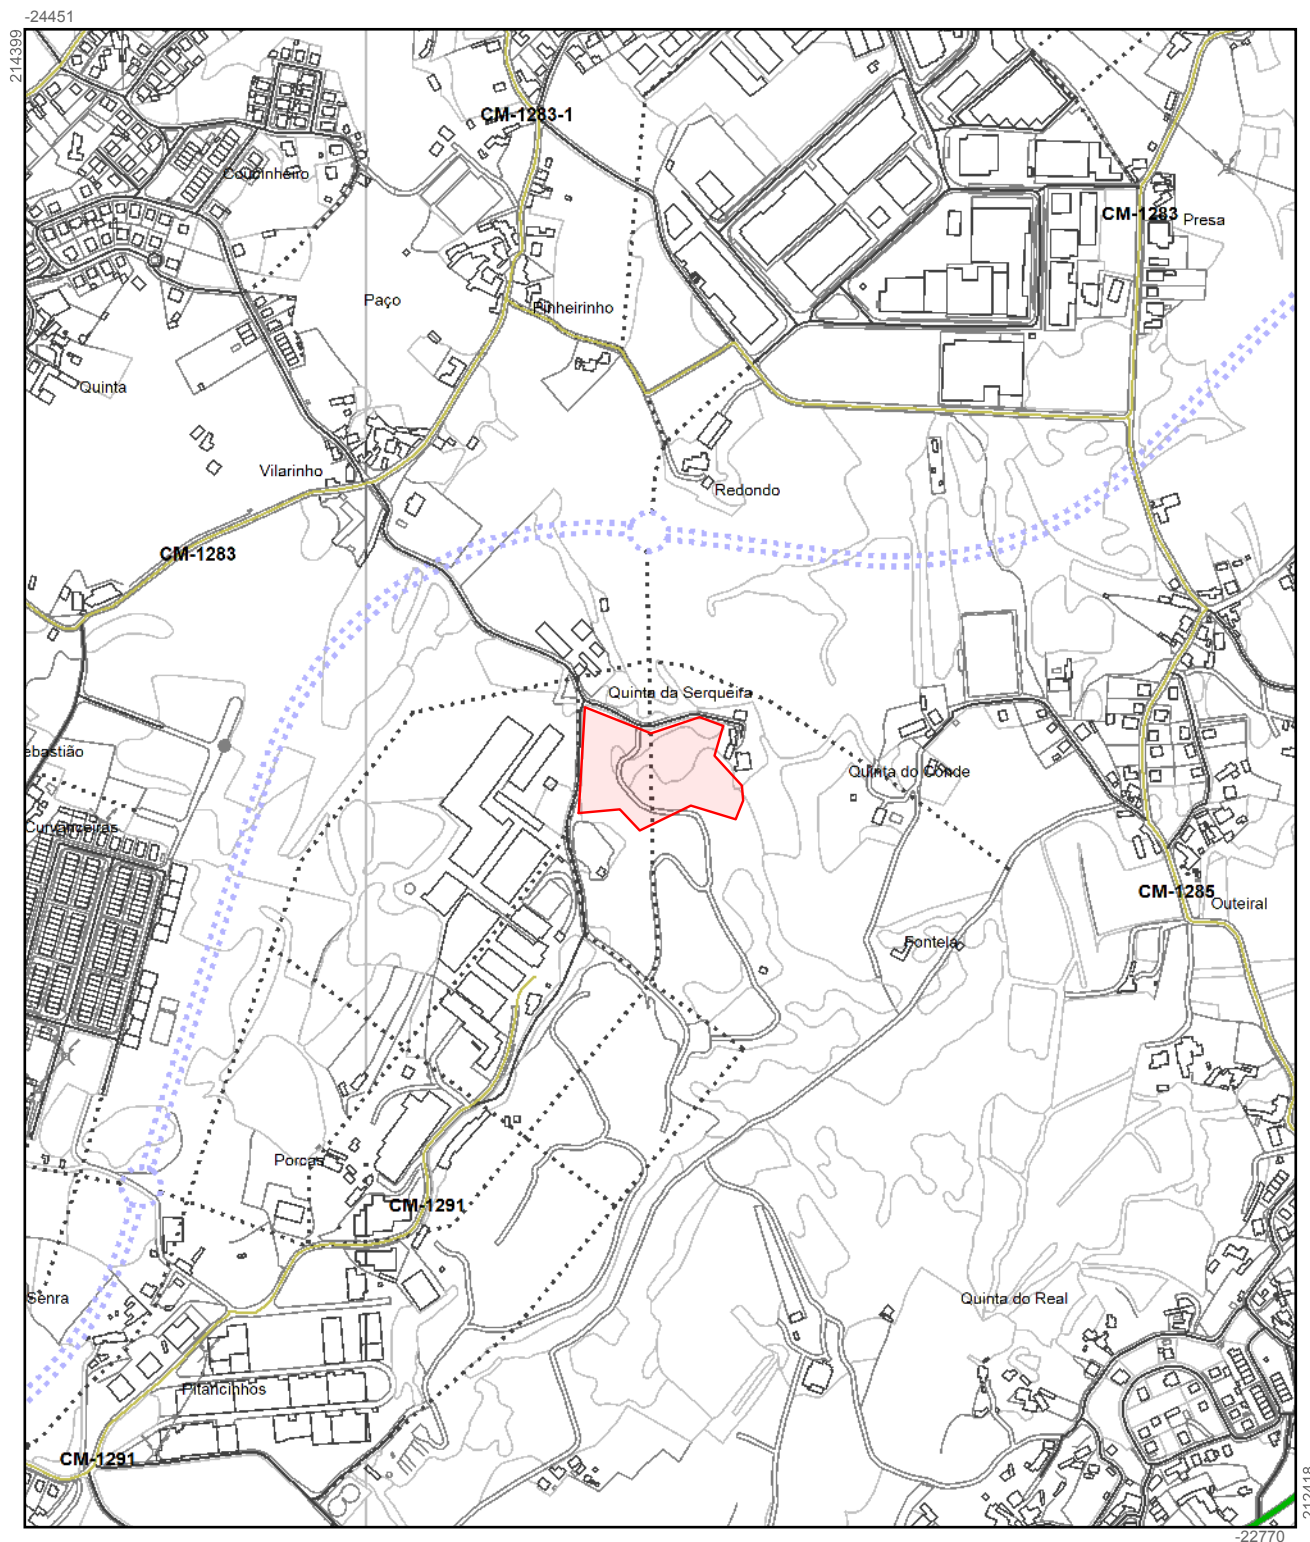 -24451
214399
CM-1283-1
Coucinheiro
CM-1283
Presa
Paço
Pinheirinho
Quinta
Vilarinho
Redondo
CM-1283
Quinta da Serqueira
ebastião
Quinta do Conde
Curvanceiras
CM-1285
Outeiral
Fontela
Porcas
CM-1291
Senra
Quinta do Real
Pitancinhos
CM-1291
212418
-22770